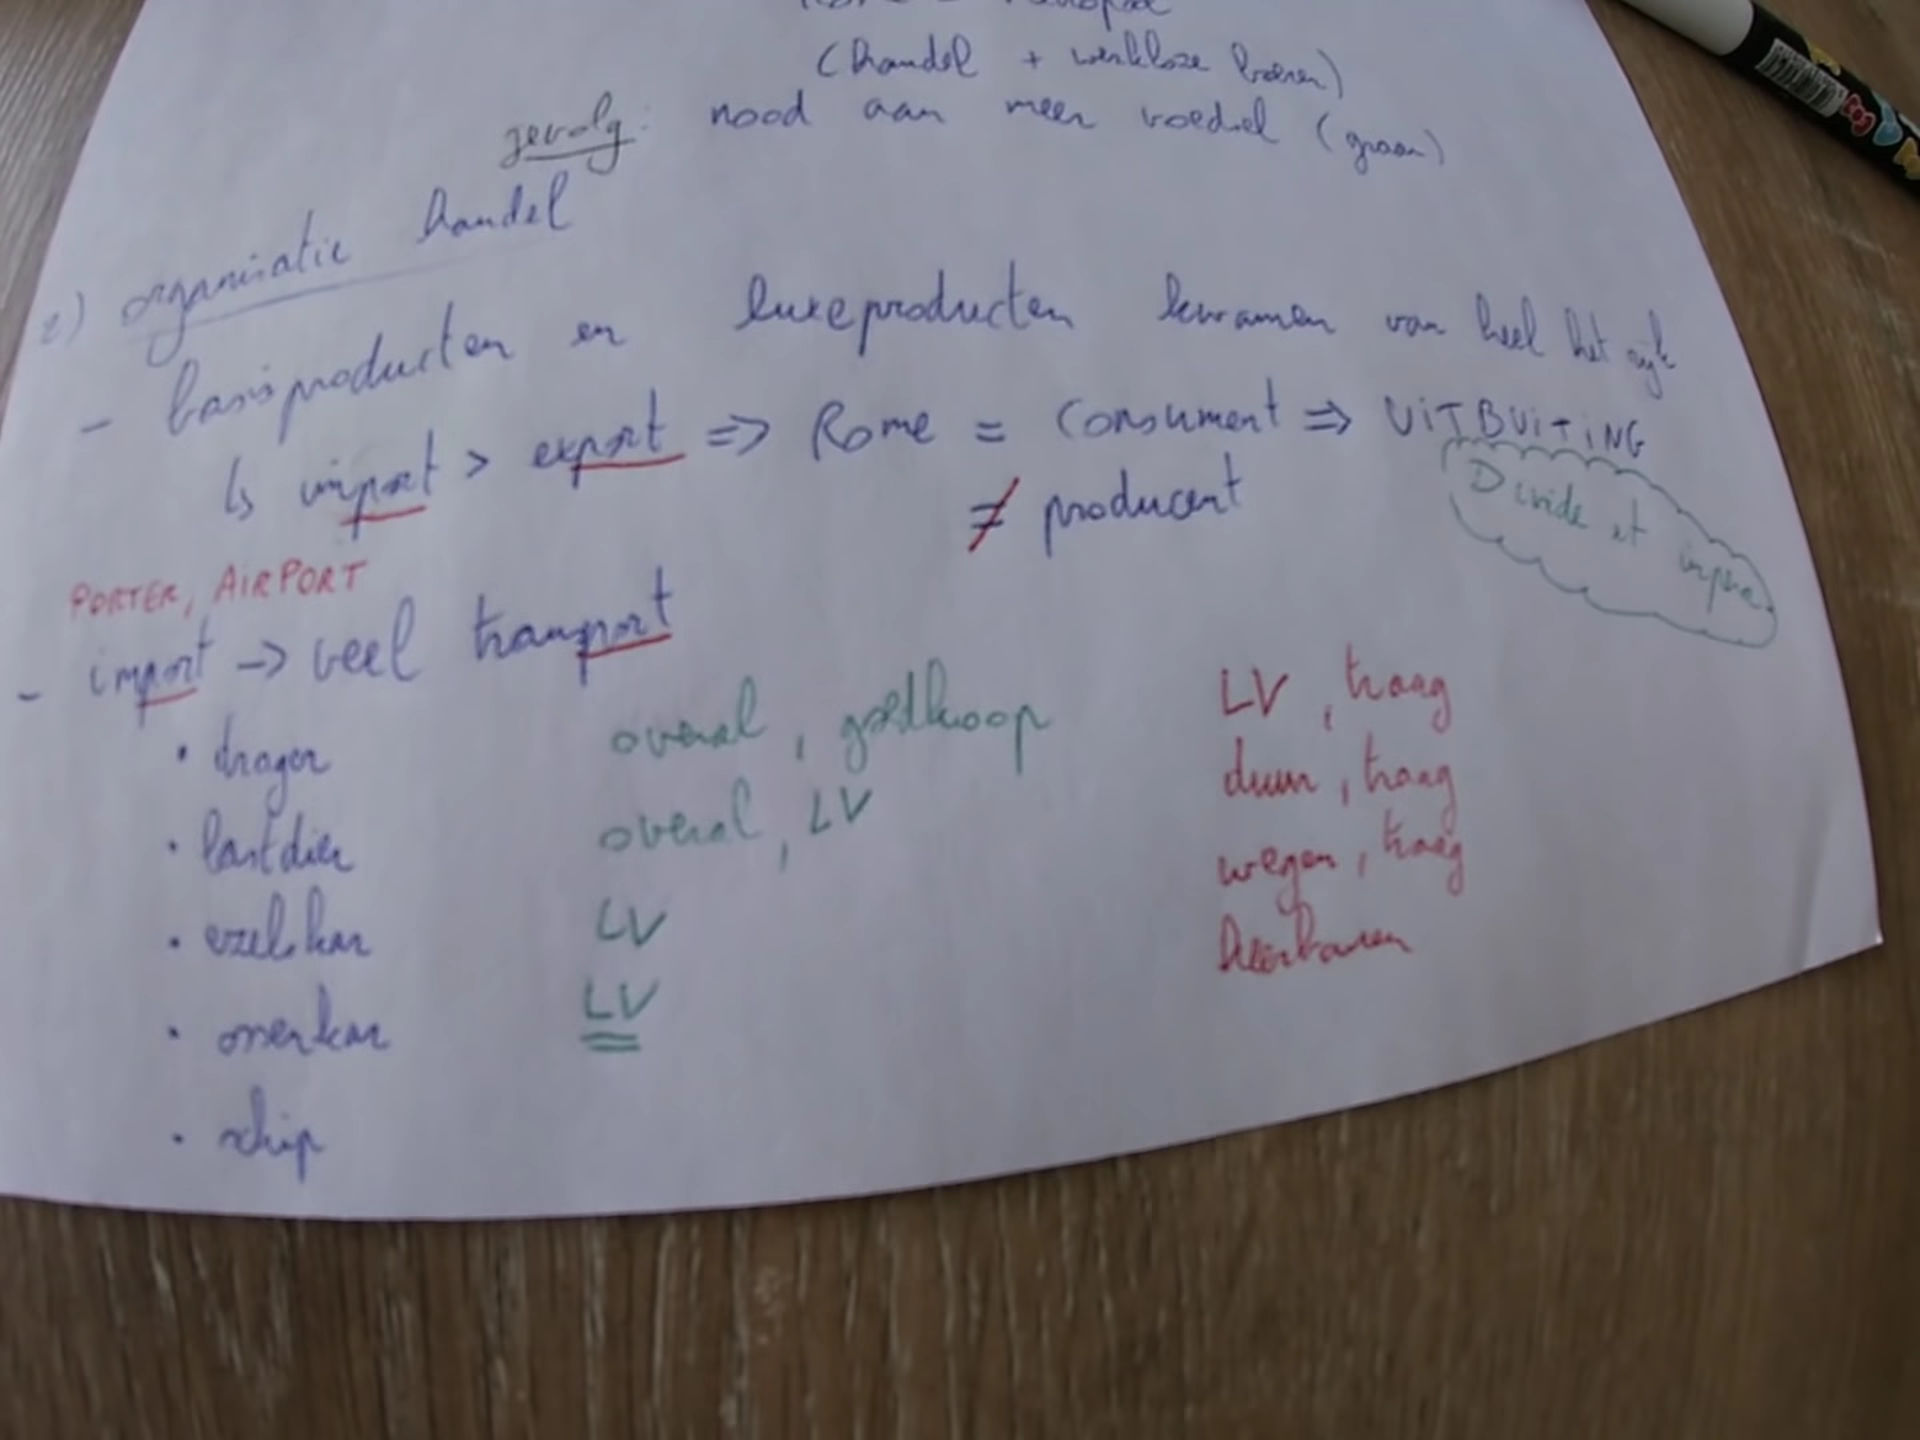 (handel + werkloze boeren)
gevolg: nood aan meer voedsel (graan)
2) organisatie handel
- basisproducten en luxeproducten kwamen van heel het rijk
↳ import > export => Rome = consument => UITBUITING
≠ producent
Divide et impera
PORTER, AIRPORT
- import -> veel transport
• drager overal, goedkoop LV, traag
• lastdier overal, LV duur, traag
• ezelskar LV wegen, traag
• ossenkar LV heerbanen
• schip